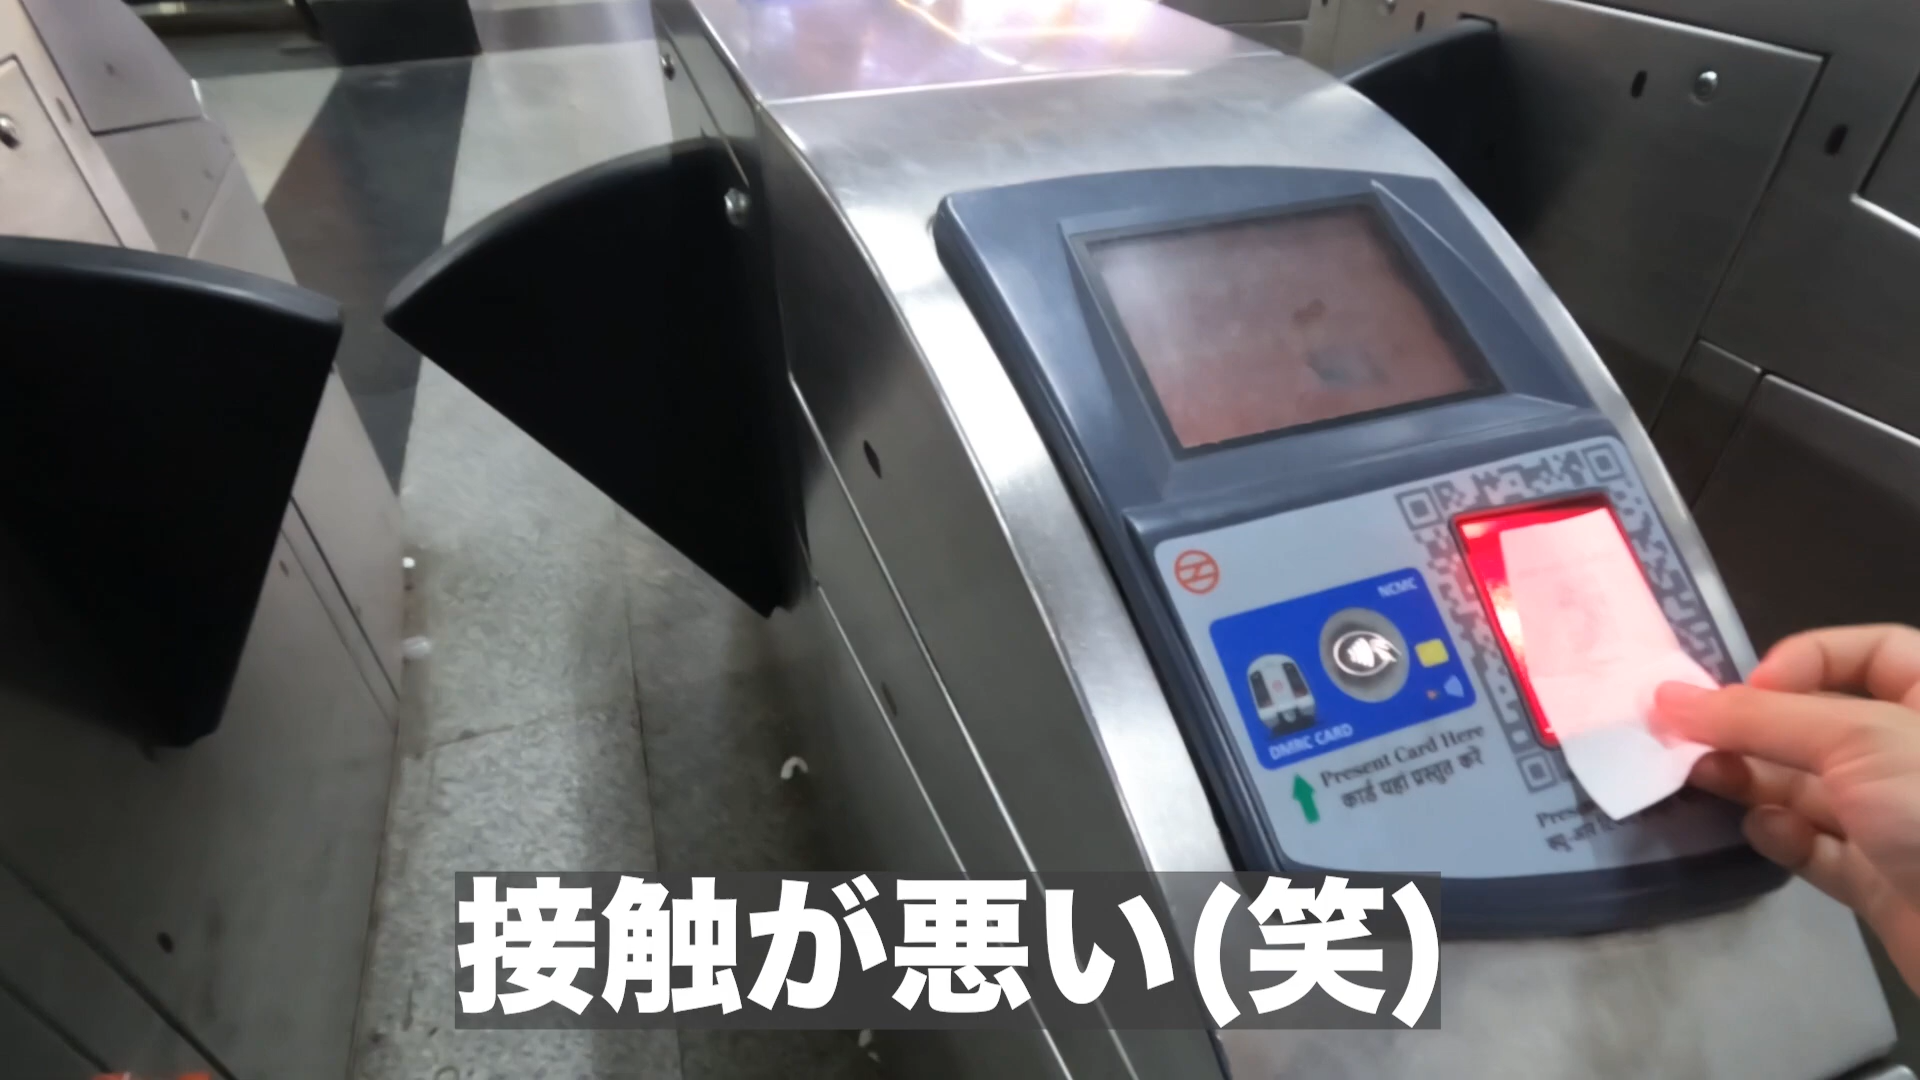 NCMC
DMRC CARD
Present Card Here
कार्ड यहां प्रस्तुत करें
接触が悪い(笑)